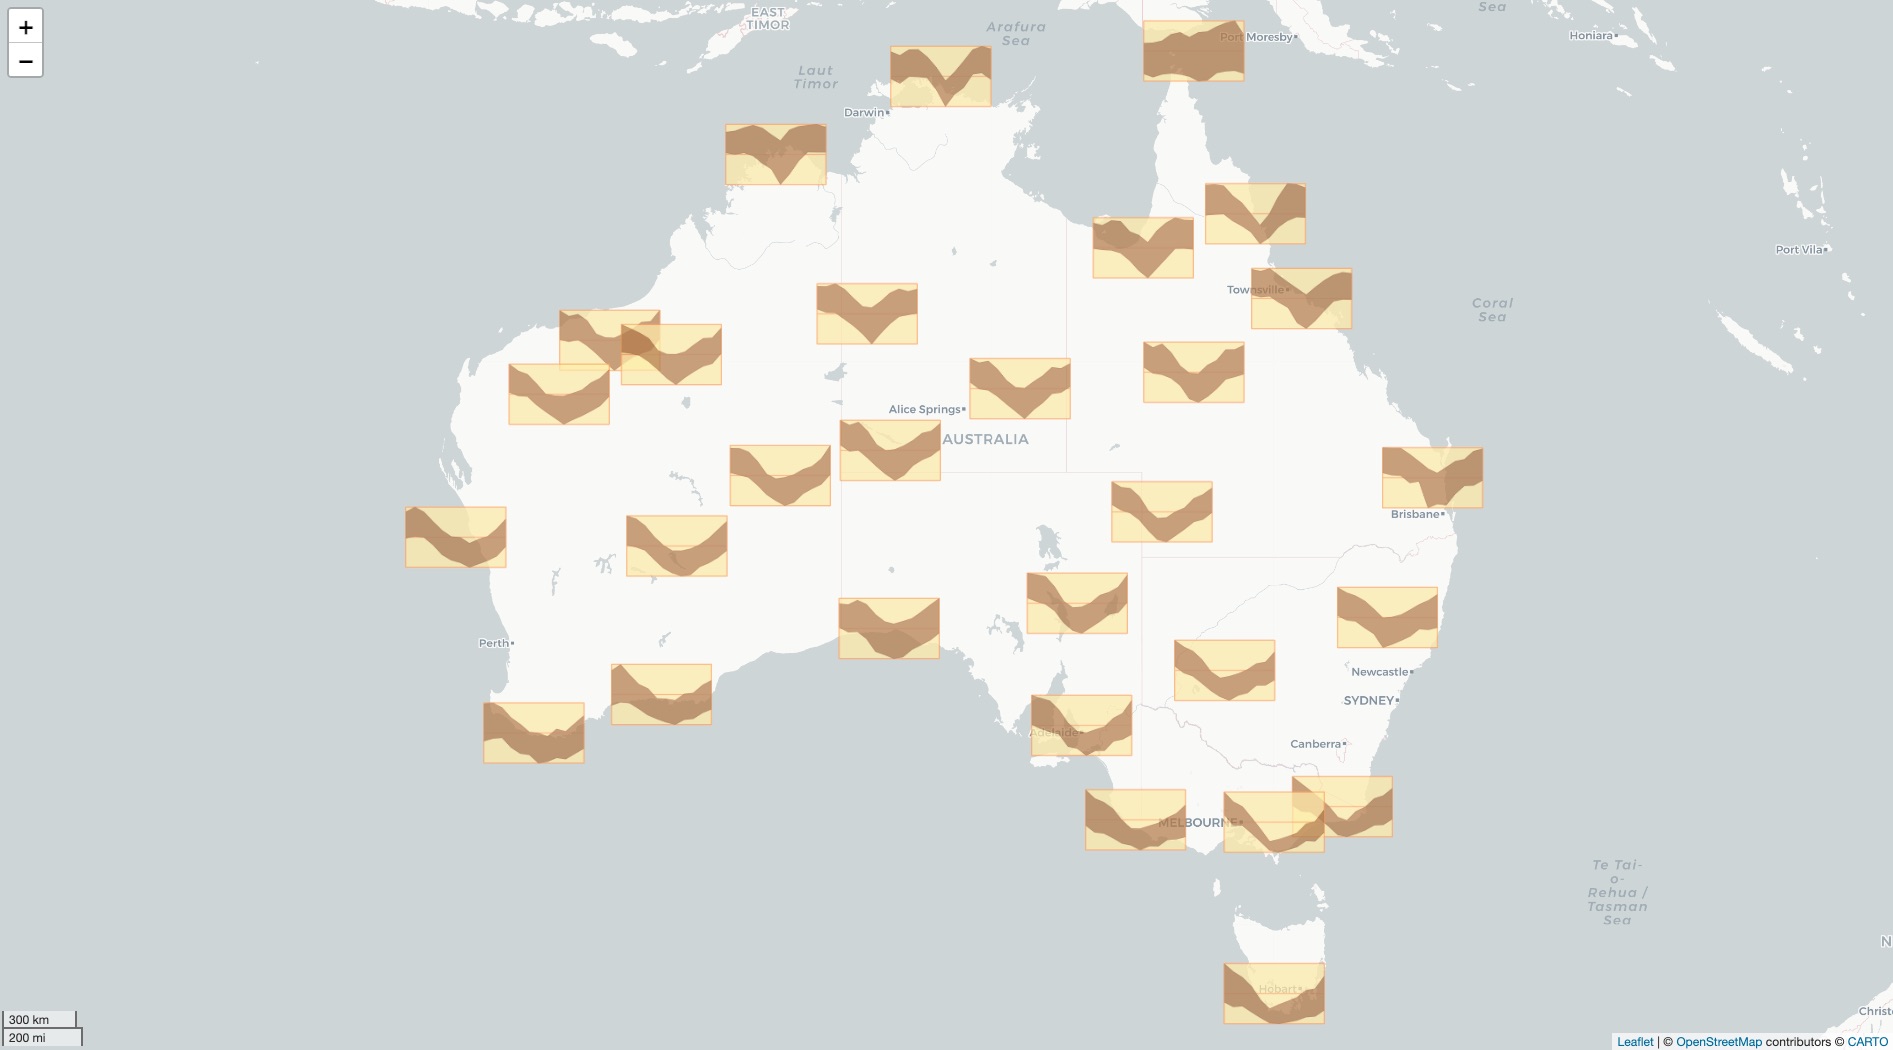 +
−
EAST
TIMOR
Arafura
Sea
Sea
Port Moresby
Honiara
Laut
Timor
Darwin
Port Vila
Townsville
Coral
Sea
Alice Springs
AUSTRALIA
Brisbane
Perth
Newcastle
SYDNEY
Adelaide
Canberra
MELBOURNE
Te Tai-
o-
Rehua /
Tasman
Sea
N
Hobart
Christ
300 km
200 mi
Leaflet | © OpenStreetMap contributors © CARTO